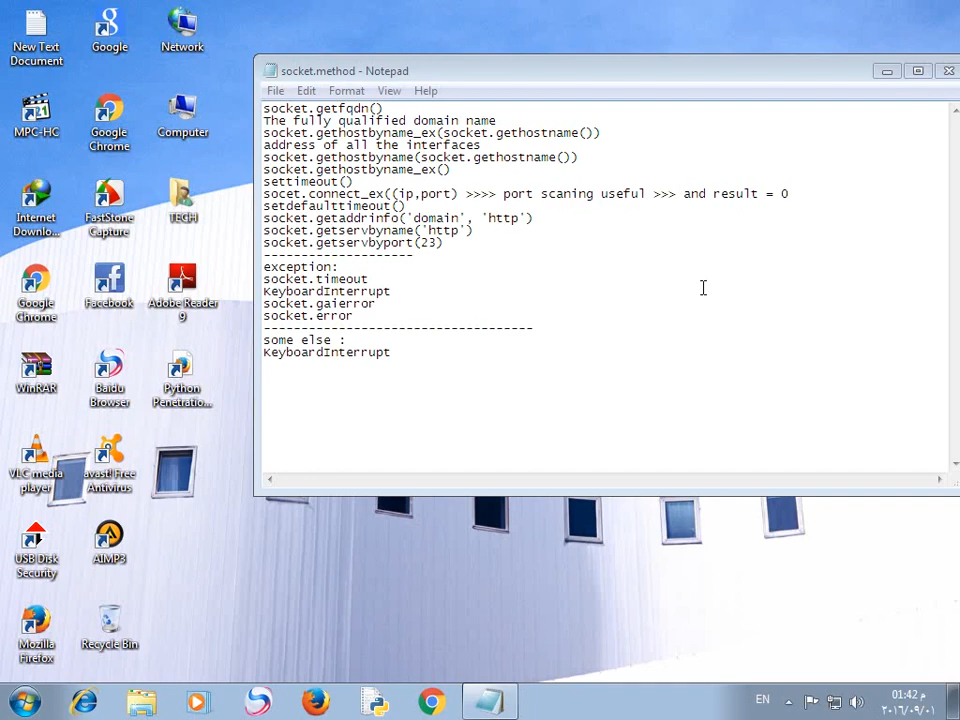 New Text
Document
Google
Network
MPC-HC
Google
Chrome
Computer
Internet
Downlo...
FastStone
Capture
TECH
Google
Chrome
Facebook
Adobe Reader
9
WinRAR
Baidu
Browser
Python
Penetratio...
VLC media
player
avast! Free
Antivirus
USB Disk
Security
AIMP3
Mozilla
Firefox
Recycle Bin
socket.method - Notepad
File Edit Format View Help
socket.getfqdn()
The fully qualified domain name
socket.gethostbyname_ex(socket.gethostname())
address of all the interfaces
socket.gethostbyname(socket.gethostname())
socket.gethostbyname_ex()
settimeout()
socet.connect_ex((ip,port) >>>> port scaning useful >>> and result = 0
setdefaulttimeout()
socket.getaddrinfo('domain', 'http')
socket.getservbyname('http')
socket.getservbyport(23)
--------------------
exception:
socket.timeout
KeyboardInterrupt
socket.gaierror
socket.error
------------------------------------
some else :
KeyboardInterrupt
EN
01:42 م
٢٠١٦/٠٩/٠١